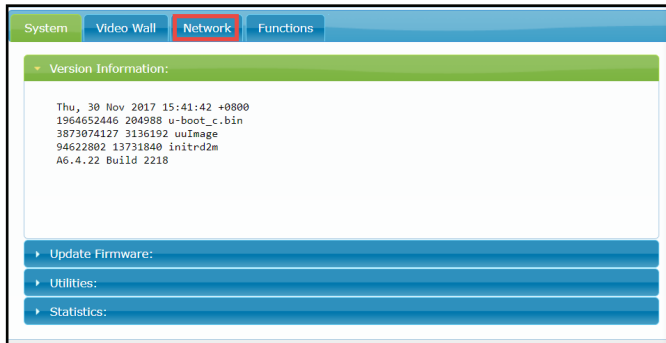 System Video Wall Network Functions
Version Information:
Thu, 30 Nov 2017 15:41:42 +0800
1964652446 204988 u-boot_c.bin
3873074127 3136192 uuImage
94622802 13731840 initrd2m
A6.4.22 Build 2218
Update Firmware:
Utilities:
Statistics: